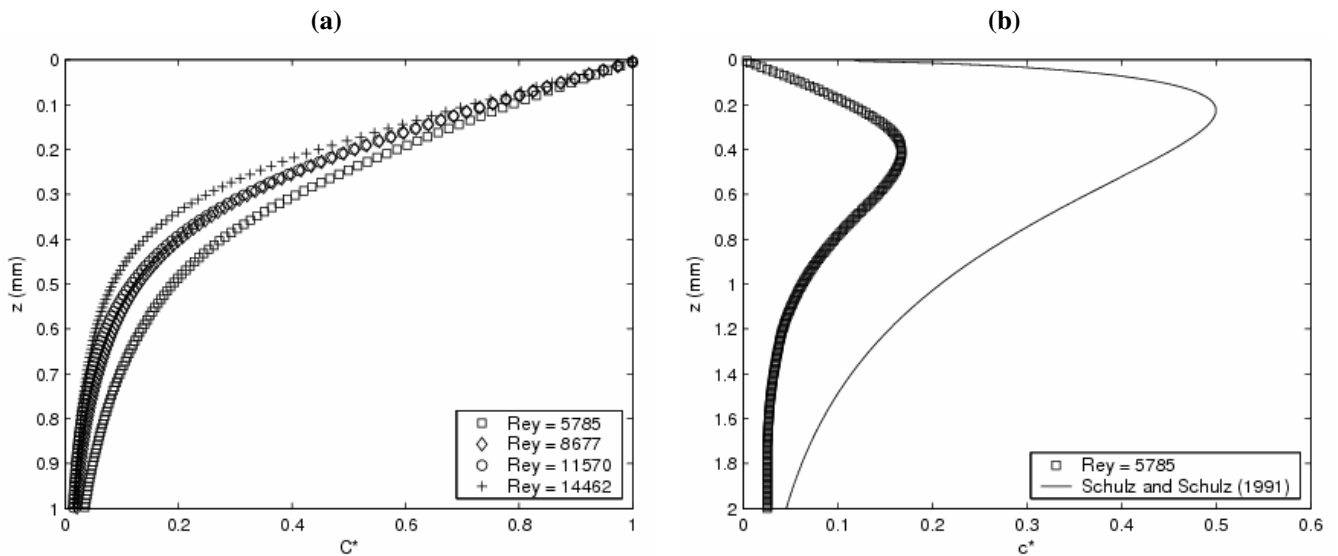 (a)
0
0.1
0.2
0.3
0.4
0.5
0.6
0.7
0.8
0.9
1
z (mm)
0 0.2 0.4 0.6 0.8 1
C*
Rey = 5785
Rey = 8677
Rey = 11570
Rey = 14462
(b)
0
0.2
0.4
0.6
0.8
1
1.2
1.4
1.6
1.8
2
z (mm)
0 0.1 0.2 0.3 0.4 0.5 0.6
c*
Rey = 5785
Schulz and Schulz (1991)